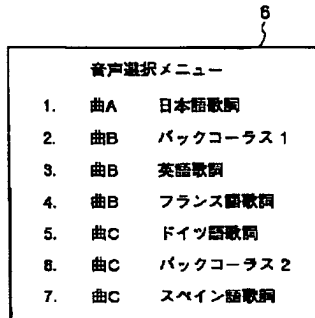 6
音声選択メニュー
1. 曲A 日本語歌詞
2. 曲B バックコーラス1
3. 曲B 英語歌詞
4. 曲B フランス語歌詞
5. 曲C ドイツ語歌詞
6. 曲C バックコーラス2
7. 曲C スペイン語歌詞